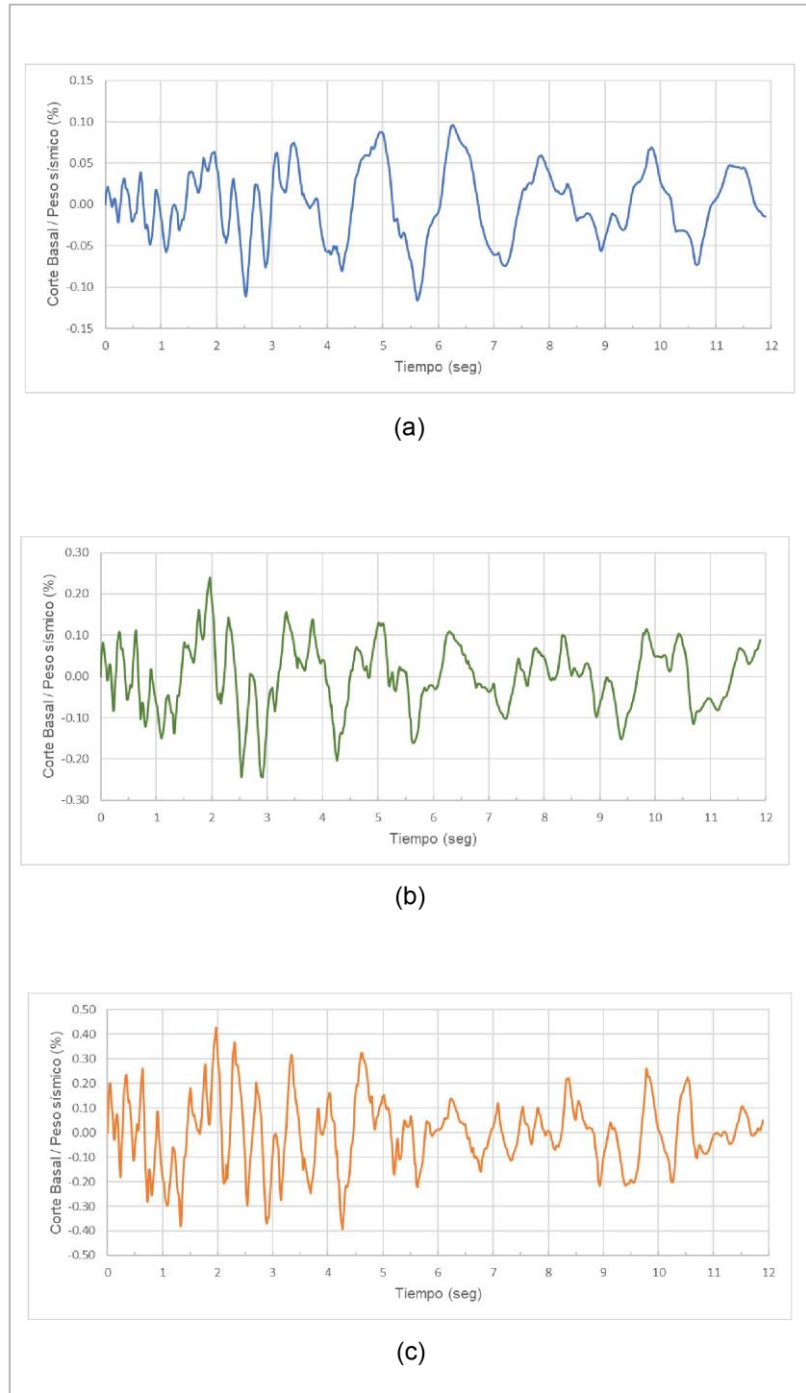 0.15
0.10
0.05
0.00
-0.05
-0.10
-0.15
Corte Basal / Peso sísmico (%)
0 1 2 3 4 5 6 7 8 9 10 11 12
Tiempo (seg)
(a)
0.30
0.20
0.10
0.00
-0.10
-0.20
-0.30
Corte Basal / Peso sísmico (%)
0 1 2 3 4 5 6 7 8 9 10 11 12
Tiempo (seg)
(b)
0.50
0.40
0.30
0.20
0.10
0.00
-0.10
-0.20
-0.30
-0.40
-0.50
Corte Basal / Peso sísmico (%)
0 1 2 3 4 5 6 7 8 9 10 11 12
Tiempo (seg)
(c)